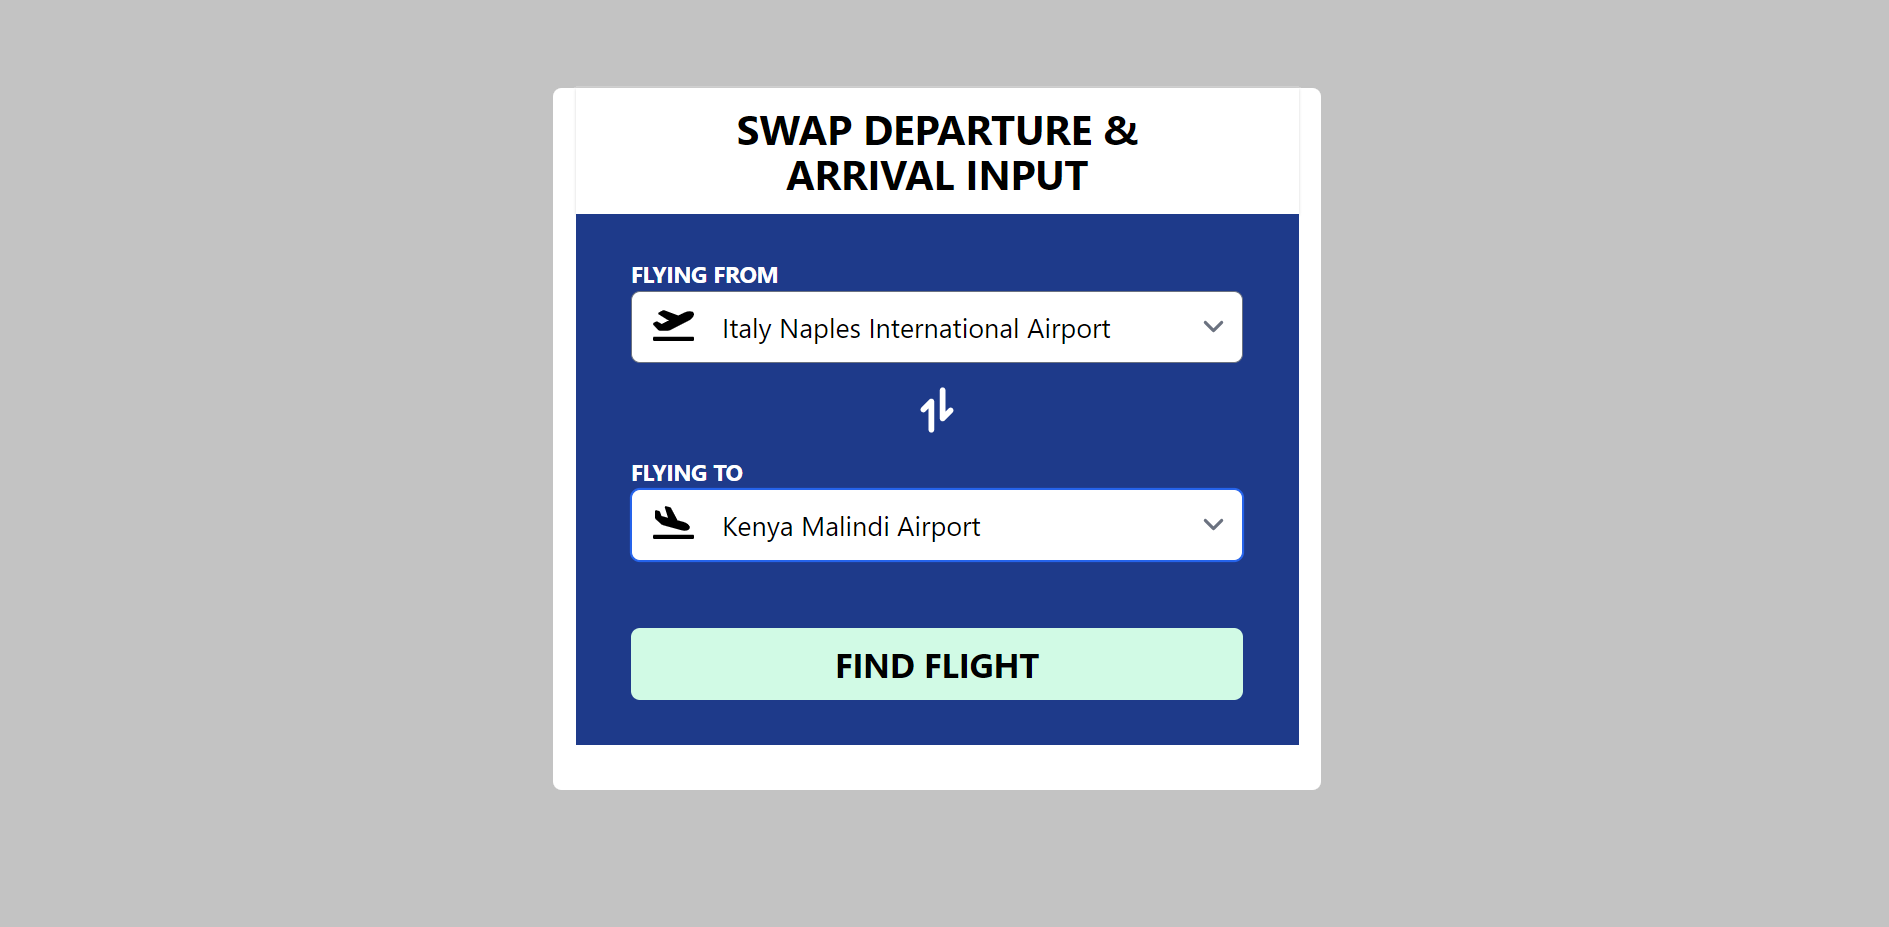 SWAP DEPARTURE &
ARRIVAL INPUT
FLYING FROM
Italy Naples International Airport
FLYING TO
Kenya Malindi Airport
FIND FLIGHT